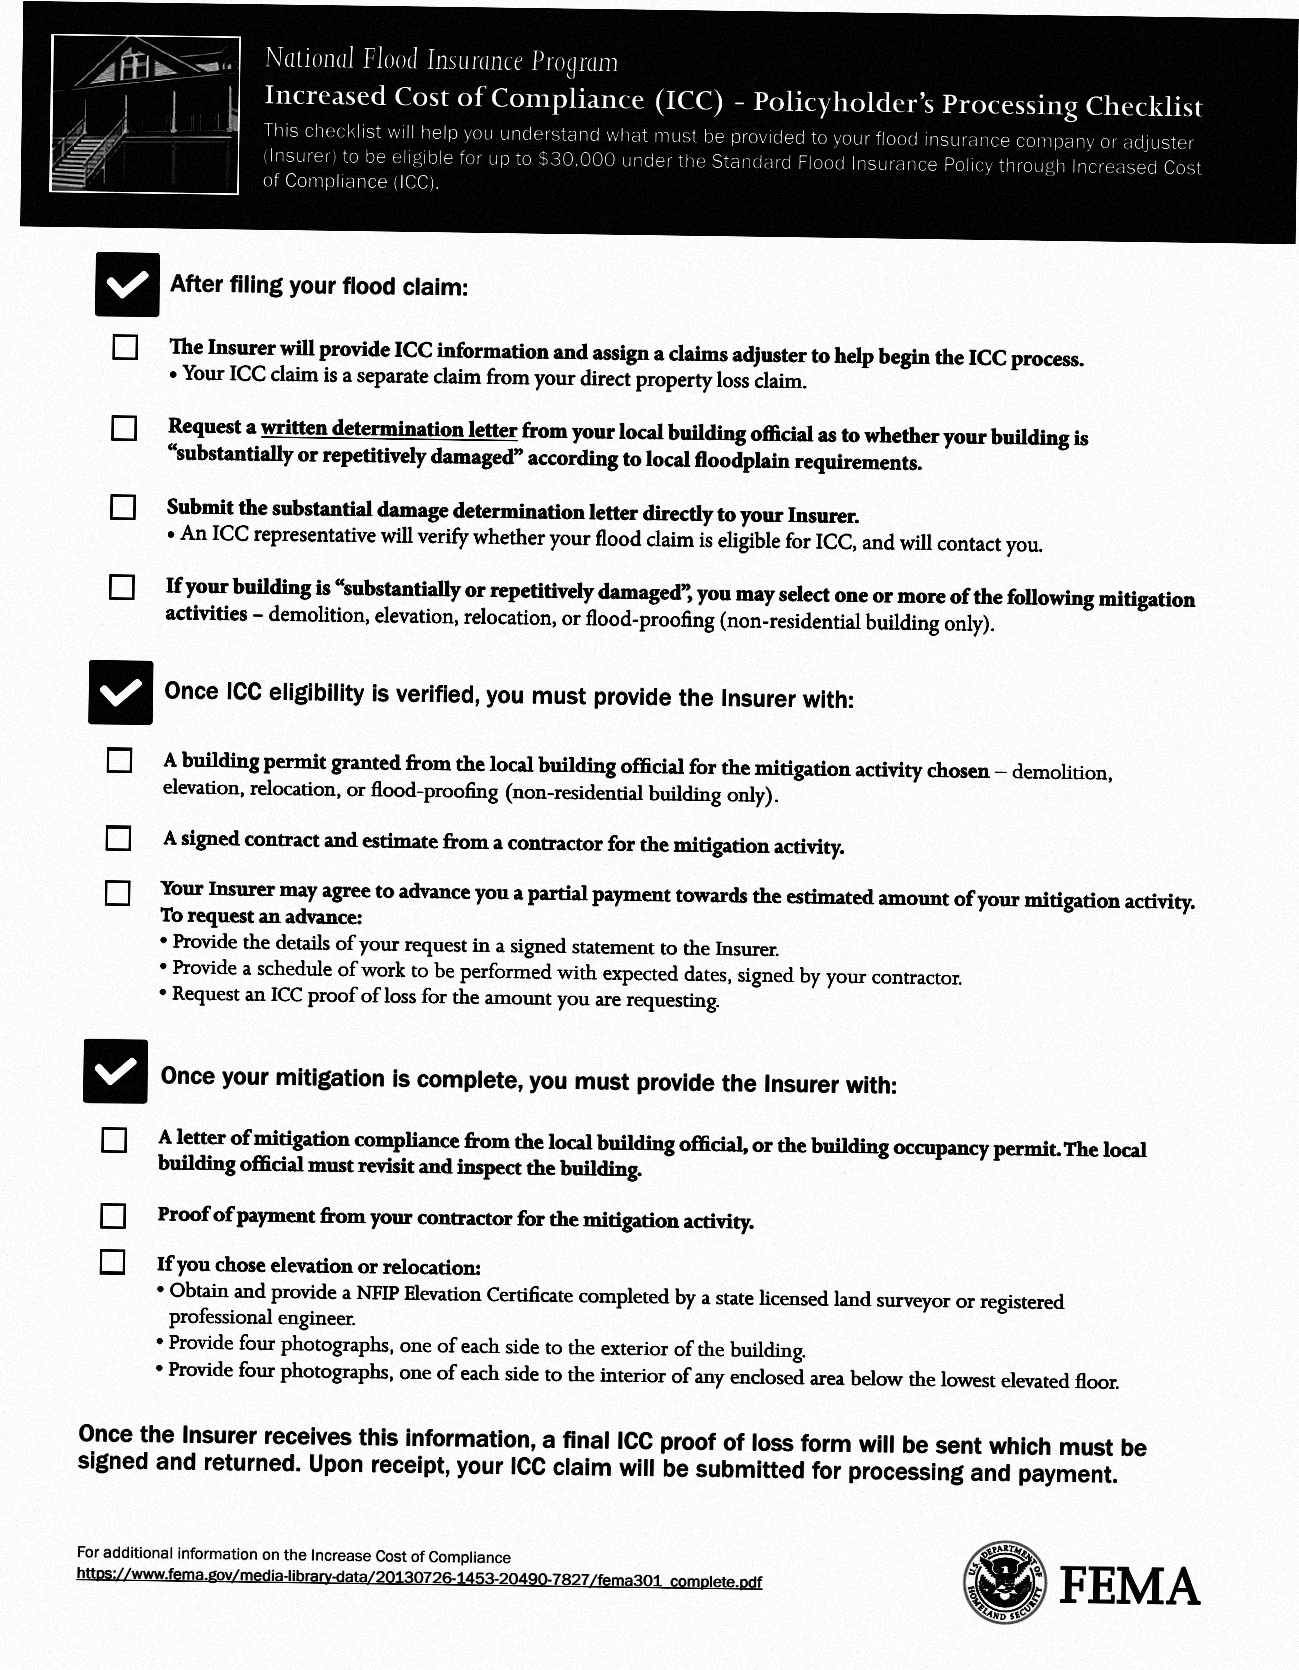 National Flood Insurance Program
Increased Cost of Compliance (ICC) - Policyholder's Processing Checklist
This checklist will help you understand what must be provided to your flood insurance company or adjuster
(Insurer) to be eligible for up to $30,000 under the Standard Flood Insurance Policy through Increased Cost
of Compliance (ICC).
After filing your flood claim:
The Insurer will provide ICC information and assign a claims adjuster to help begin the ICC process.
• Your ICC claim is a separate claim from your direct property loss claim.
Request a written determination letter from your local building official as to whether your building is
“substantially or repetitively damaged” according to local floodplain requirements.
Submit the substantial damage determination letter directly to your Insurer.
• An ICC representative will verify whether your flood claim is eligible for ICC, and will contact you.
If your building is “substantially or repetitively damaged”, you may select one or more of the following mitigation
activities – demolition, elevation, relocation, or flood-proofing (non-residential building only).
Once ICC eligibility is verified, you must provide the Insurer with:
A building permit granted from the local building official for the mitigation activity chosen – demolition,
elevation, relocation, or flood-proofing (non-residential building only).
A signed contract and estimate from a contractor for the mitigation activity.
Your Insurer may agree to advance you a partial payment towards the estimated amount of your mitigation activity.
To request an advance:
• Provide the details of your request in a signed statement to the Insurer.
• Provide a schedule of work to be performed with expected dates, signed by your contractor.
• Request an ICC proof of loss for the amount you are requesting.
Once your mitigation is complete, you must provide the Insurer with:
A letter of mitigation compliance from the local building official, or the building occupancy permit. The local
building official must revisit and inspect the building.
Proof of payment from your contractor for the mitigation activity.
If you chose elevation or relocation:
• Obtain and provide a NFIP Elevation Certificate completed by a state licensed land surveyor or registered
professional engineer.
• Provide four photographs, one of each side to the exterior of the building.
• Provide four photographs, one of each side to the interior of any enclosed area below the lowest elevated floor.
Once the Insurer receives this information, a final ICC proof of loss form will be sent which must be
signed and returned. Upon receipt, your ICC claim will be submitted for processing and payment.
For additional information on the Increase Cost of Compliance
https://www.fema.gov/media-library-data/20130726-1453-20490-7827/fema301_complete.pdf
U.S. DEPARTMENT OF
HOMELAND SECURITY
FEMA